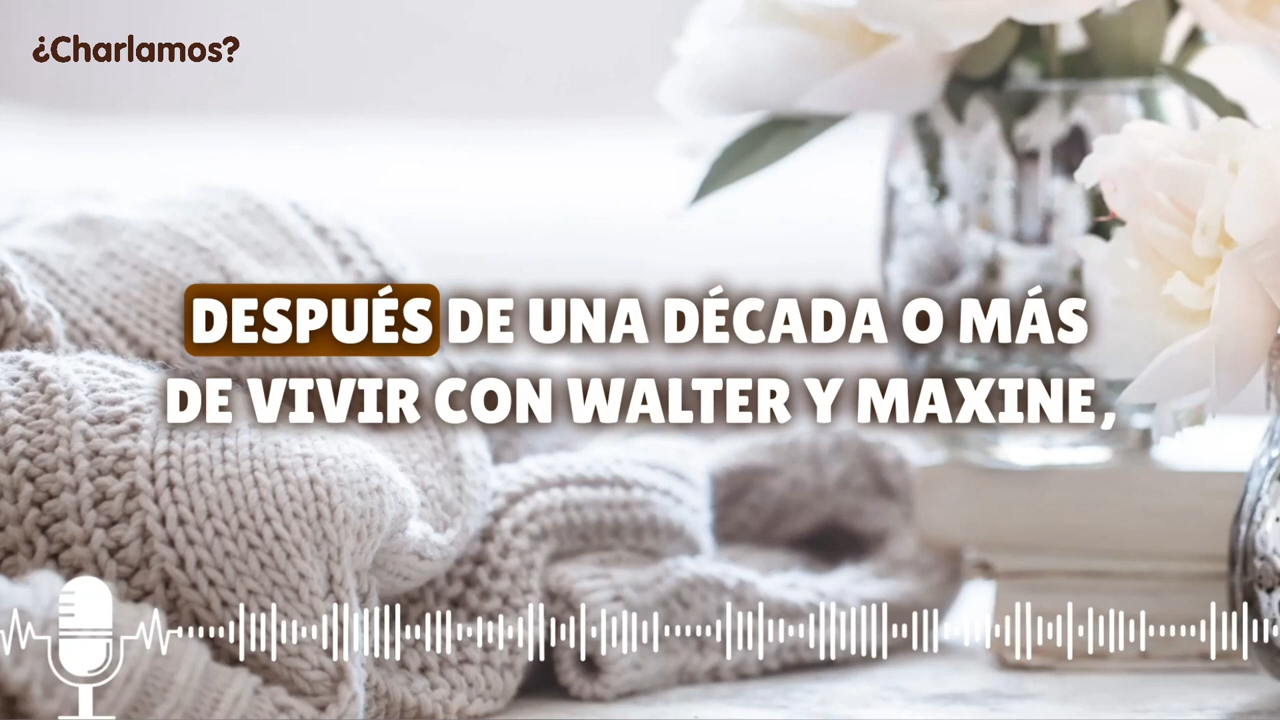 ¿Charlamos?
DESPUÉS DE UNA DÉCADA O MÁS
DE VIVIR CON WALTER Y MAXINE,